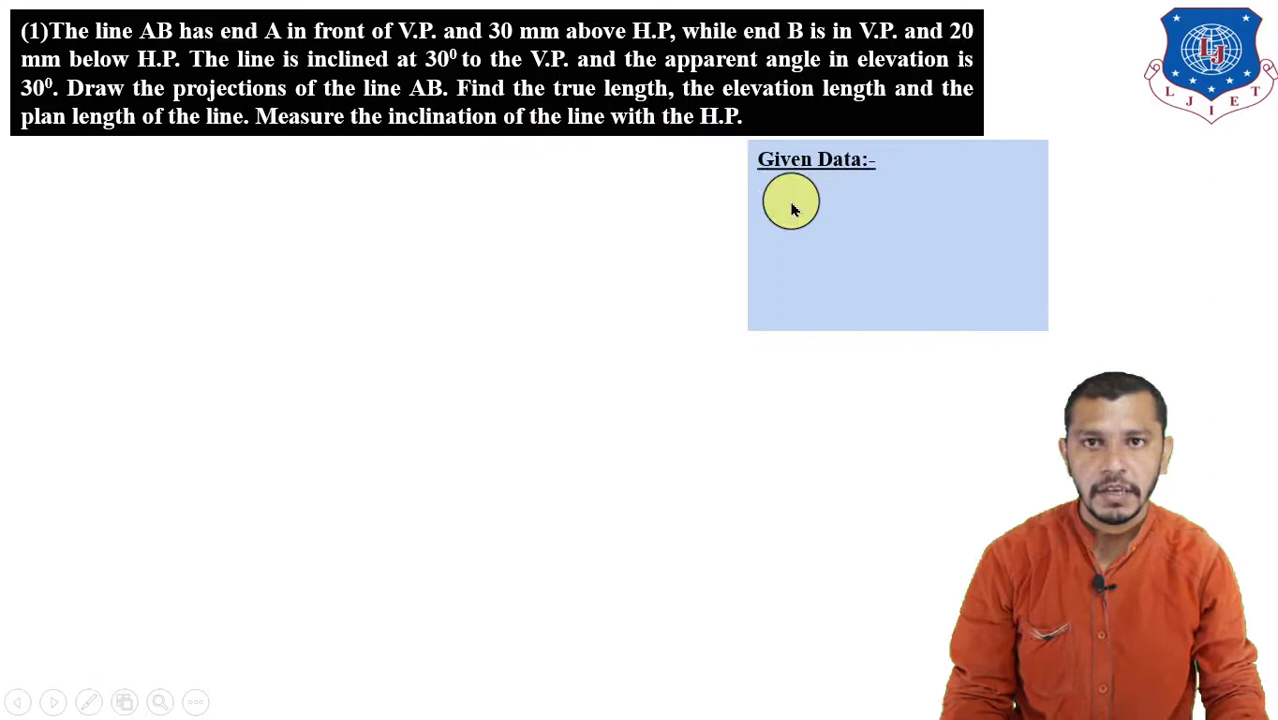 (1)The line AB has end A in front of V.P. and 30 mm above H.P, while end B is in V.P. and 20
mm below H.P. The line is inclined at 30⁰ to the V.P. and the apparent angle in elevation is
30⁰. Draw the projections of the line AB. Find the true length, the elevation length and the
plan length of the line. Measure the inclination of the line with the H.P.
Given Data:-
LJ
LJIET